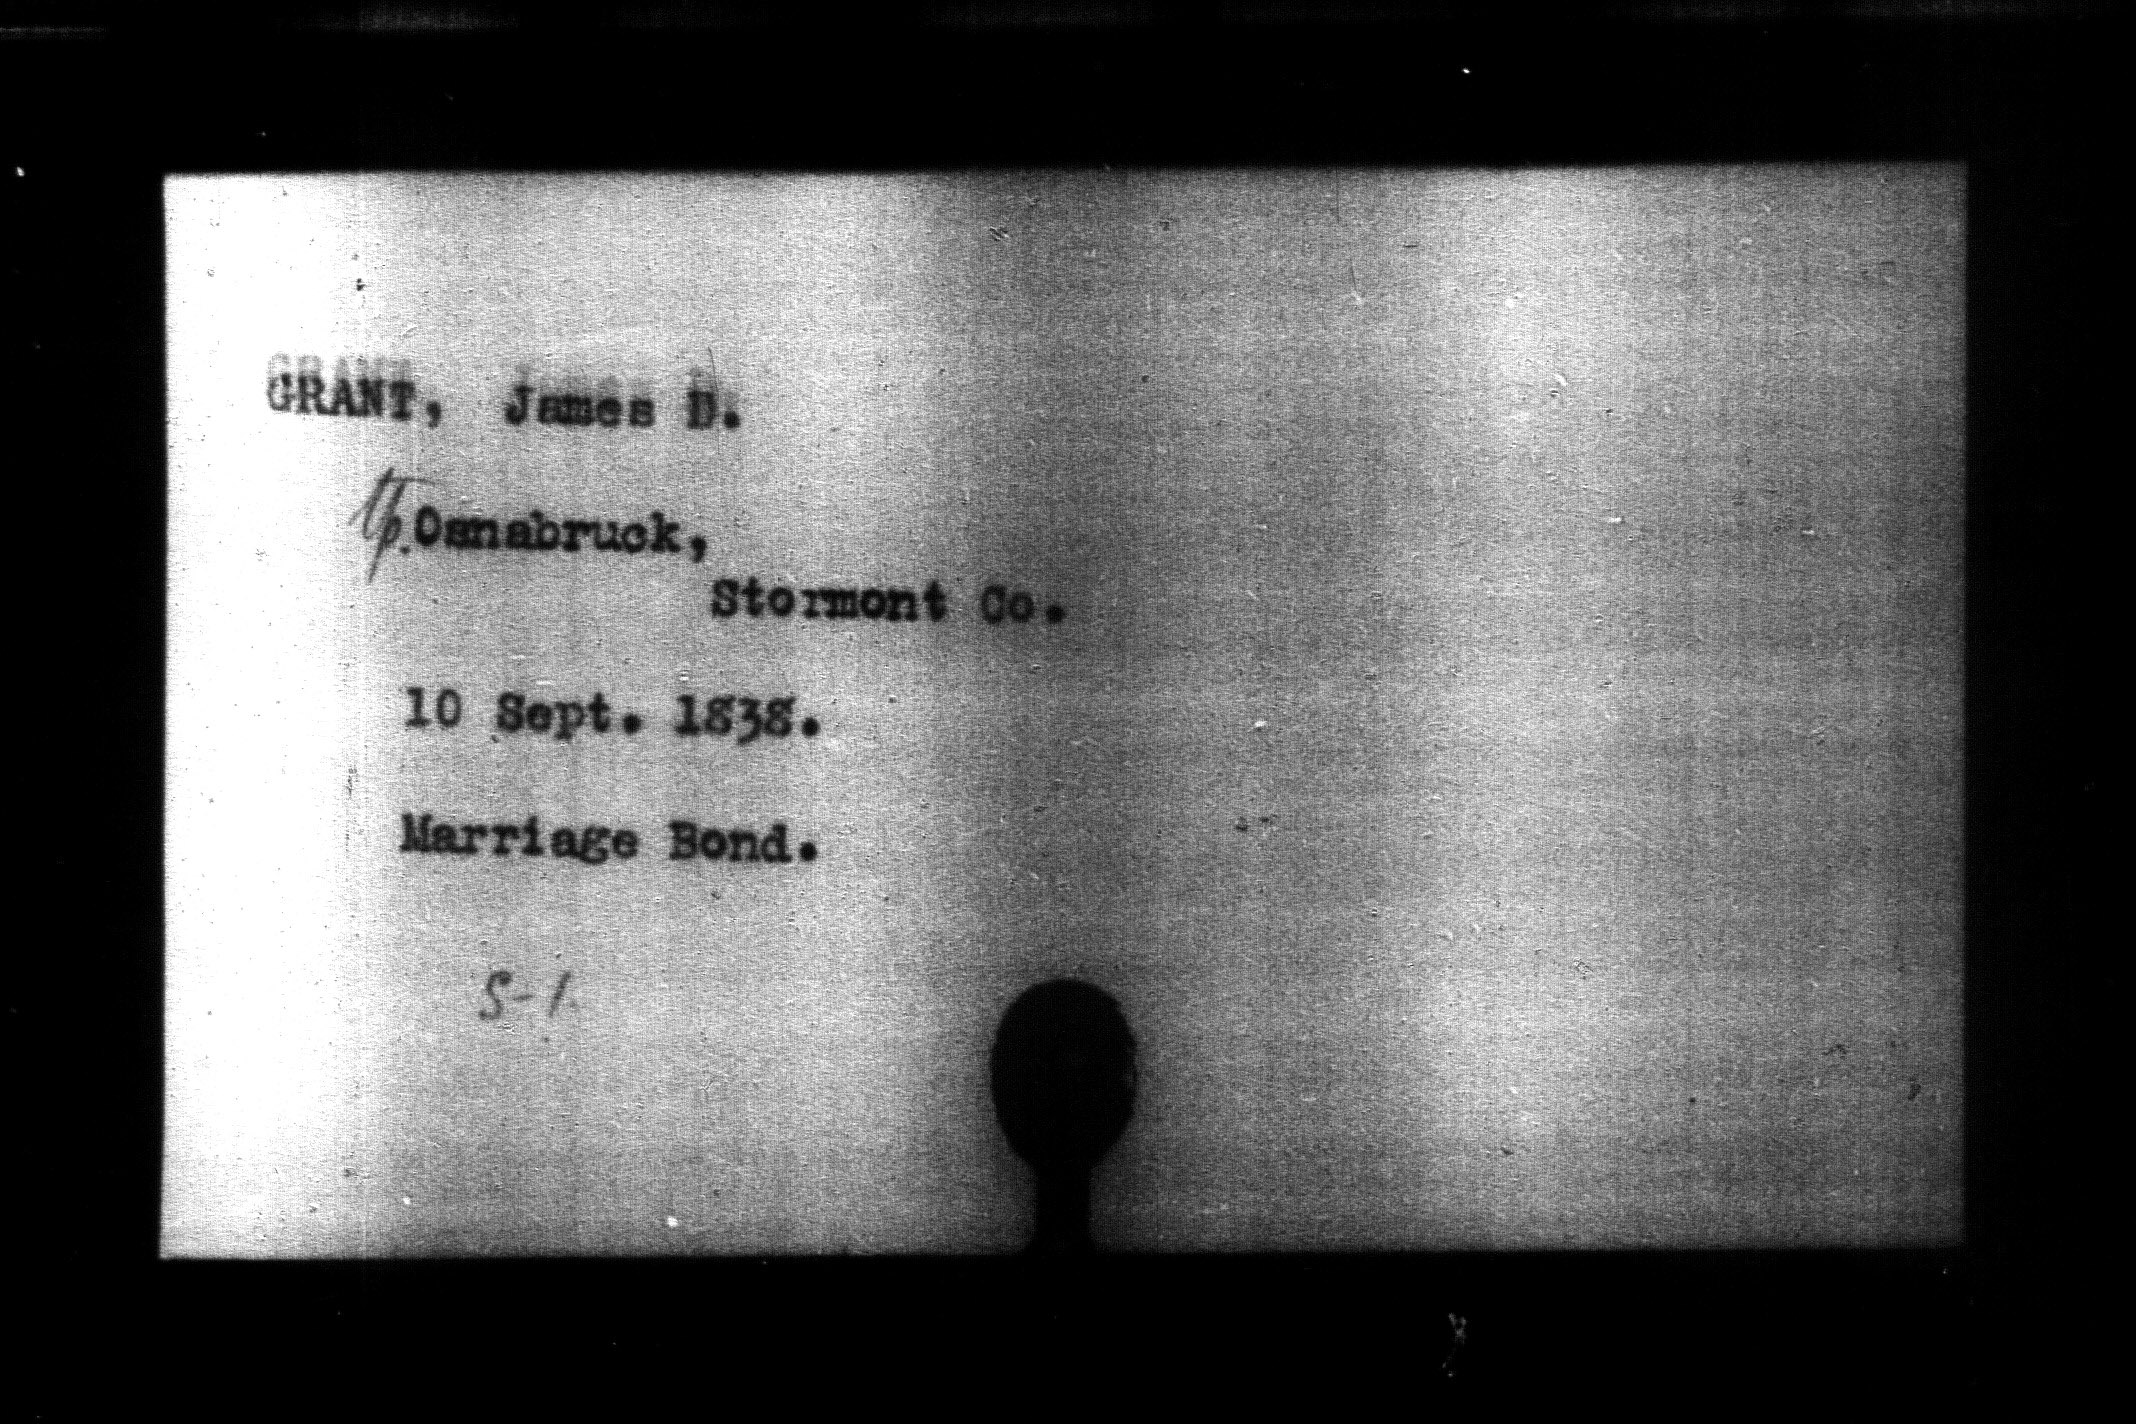 GRANT, James D.
Tp. Osnabruck,
Stormont Co.
10 Sept. 1838.
Marriage Bond.
S-1.